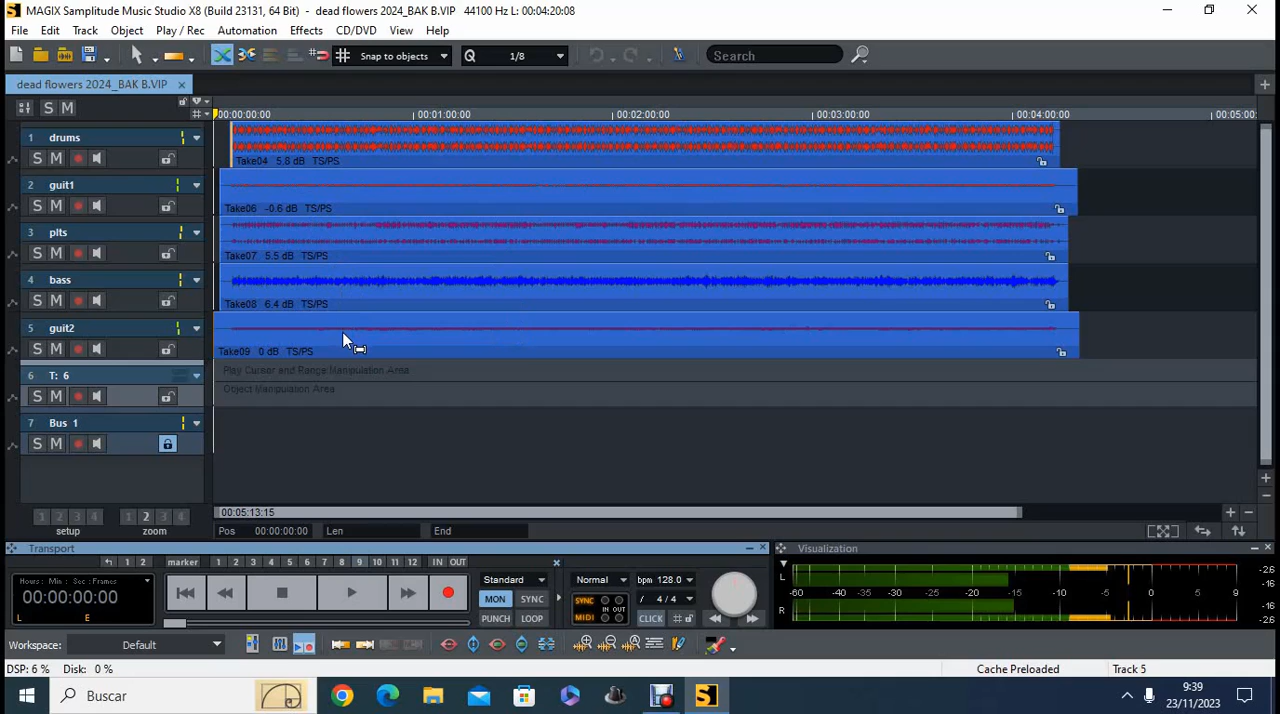 MAGIX Samplitude Music Studio X8 (Build 23131, 64 Bit) - dead flowers 2024_BAK B.VIP 44100 Hz L: 00:04:20:08
File Edit Track Object Play / Rec Automation Effects CD/DVD View Help
Snap to objects Q 1/8 Search
dead flowers 2024_BAK B.VIP
S M
00:00:00:00 00:01:00:00 00:02:00:00 00:03:00:00 00:04:00:00 00:05:00:
1 drums
S M
Take04 5,8 dB TS/PS
2 guit1
S M
Take06 -0.6 dB TS/PS
3 plts
S M
Take07 5.5 dB TS/PS
4 bass
S M
Take08 6.4 dB TS/PS
5 guit2
S M
Take09 0 dB TS/PS
6 T: 6
Play Cursor and Range Manipulation Area
S M
Object Manipulation Area
7 Bus 1
S M
1 2 3 4 1 2 3 4
setup zoom
00:05:13:15
Pos 00:00:00:00 Len End
Transport
Visualization
1 2 marker 1 2 3 4 5 6 7 8 9 10 11 12 IN OUT
Hours : Min : Sec : Frames
00:00:00:00
L E
Standard
MON SYNC
PUNCH LOOP
Normal bpm 128.0
SYNC IN OUT
MIDI
/ 4 / 4
CLICK
L
R
-60 -40 -30 -20 -10 -5 0 5 9
-2.6
-16
-16
-2.6
Workspace: Default
DSP: 6 % Disk: 0 %
Cache Preloaded Track 5
Buscar
9:39
23/11/2023